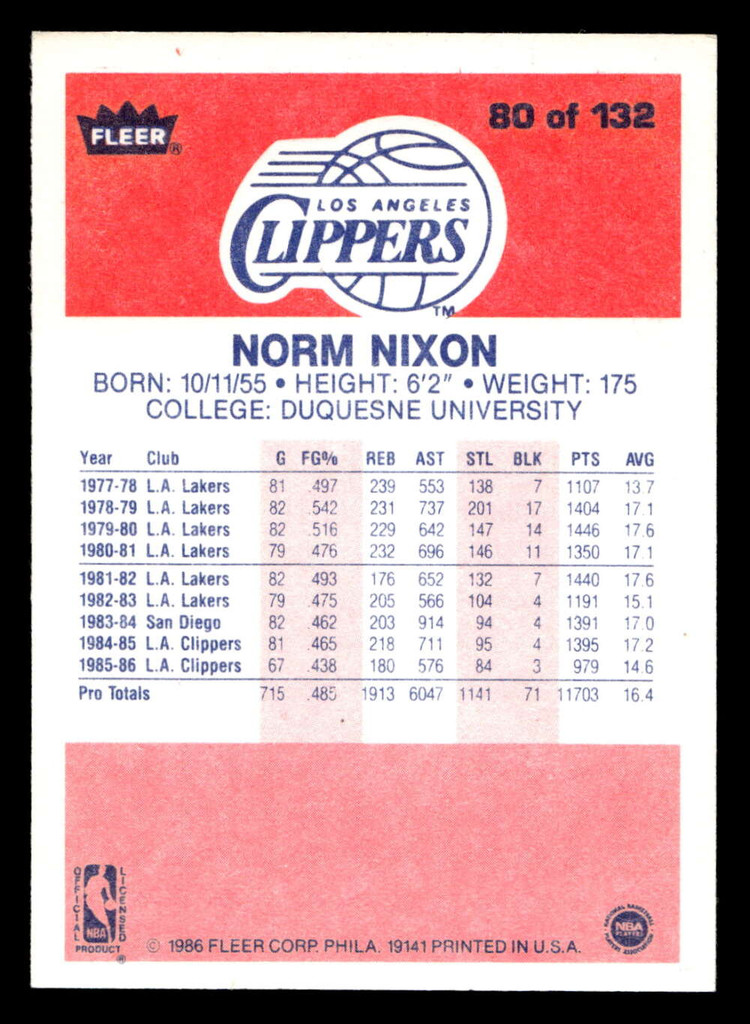 FLEER®
80 of 132
LOS ANGELES
CLIPPERS
TM
NORM NIXON
BORN: 10/11/55 • HEIGHT: 6'2" • WEIGHT: 175
COLLEGE: DUQUESNE UNIVERSITY
Year Club G FG% REB AST STL BLK PTS AVG
1977-78 L.A. Lakers 81 .497 239 553 138 7 1107 13.7
1978-79 L.A. Lakers 82 .542 231 737 201 17 1404 17.1
1979-80 L.A. Lakers 82 .516 229 642 147 14 1446 17.6
1980-81 L.A. Lakers 79 .476 232 696 146 11 1350 17.1
1981-82 L.A. Lakers 82 .493 176 652 132 7 1440 17.6
1982-83 L.A. Lakers 79 .475 205 566 104 4 1191 15.1
1983-84 San Diego 82 .462 203 914 94 4 1391 17.0
1984-85 L.A. Clippers 81 .465 218 711 95 4 1395 17.2
1985-86 L.A. Clippers 67 .438 180 576 84 3 979 14.6
Pro Totals 715 .485 1913 6047 1141 71 11703 16.4
OFFICIAL
LICENSED
NBA
PRODUCT
®
NATIONAL BASKETBALL
NBA
PLAYERS
PLAYERS ASSOCIATION
© 1986 FLEER CORP. PHILA. 19141 PRINTED IN U.S.A.